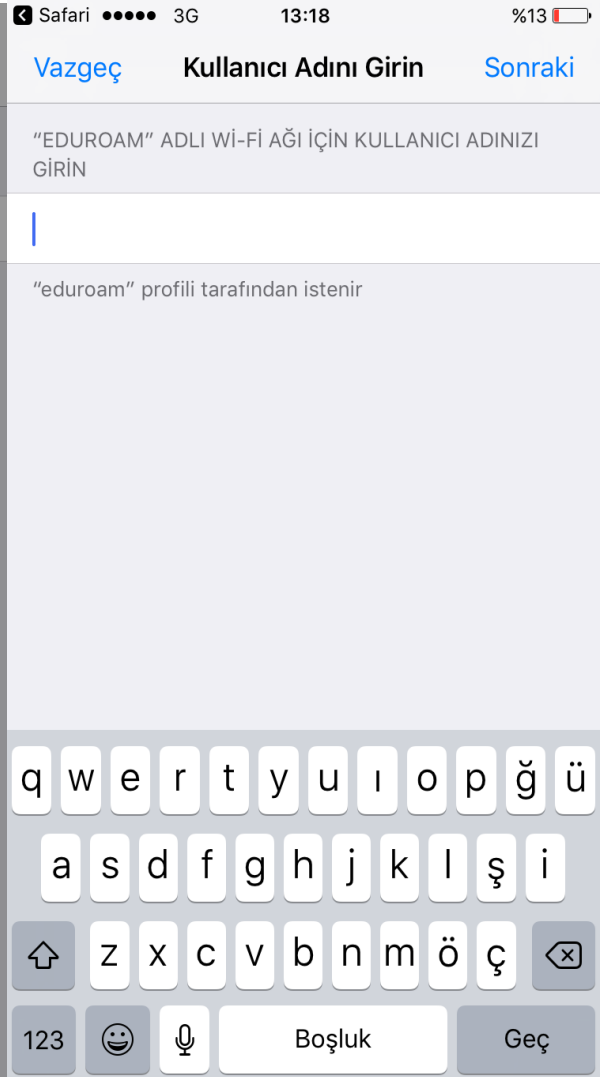 Safari 3G 13:18 %13
Vazgeç Kullanıcı Adını Girin Sonraki
“EDUROAM” ADLI Wİ-Fİ AĞI İÇİN KULLANICI ADINIZI
GİRİN
“eduroam” profili tarafından istenir
q w e r t y u ı o p ğ ü
a s d f g h j k l ş i
z x c v b n m ö ç
123 Boşluk Geç